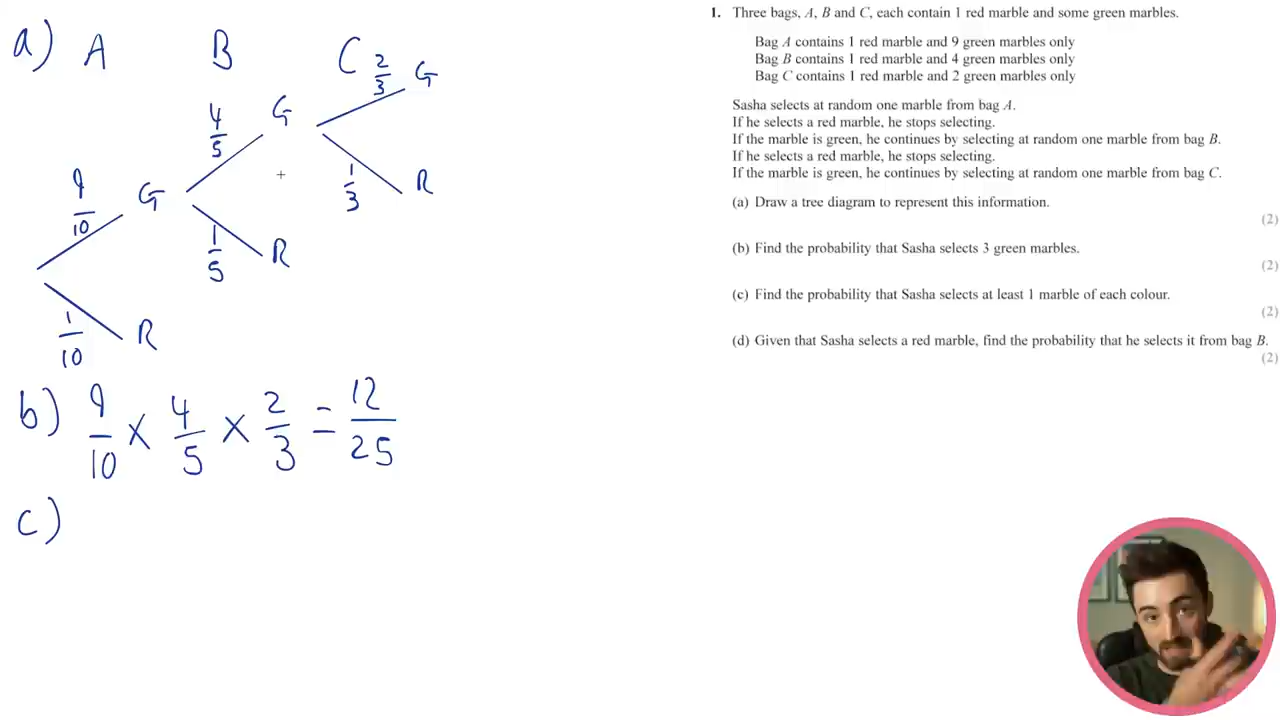 a) A B C
2/3 G
4/5 G
9/10 G
1/3 R
1/5 R
1/10 R
b) 9/10 × 4/5 × 2/3 = 12/25
c)
1. Three bags, A, B and C, each contain 1 red marble and some green marbles.
Bag A contains 1 red marble and 9 green marbles only
Bag B contains 1 red marble and 4 green marbles only
Bag C contains 1 red marble and 2 green marbles only
Sasha selects at random one marble from bag A.
If he selects a red marble, he stops selecting.
If the marble is green, he continues by selecting at random one marble from bag B.
If he selects a red marble, he stops selecting.
If the marble is green, he continues by selecting at random one marble from bag C.
(a) Draw a tree diagram to represent this information.
(2)
(b) Find the probability that Sasha selects 3 green marbles.
(2)
(c) Find the probability that Sasha selects at least 1 marble of each colour.
(2)
(d) Given that Sasha selects a red marble, find the probability that he selects it from bag B.
(2)